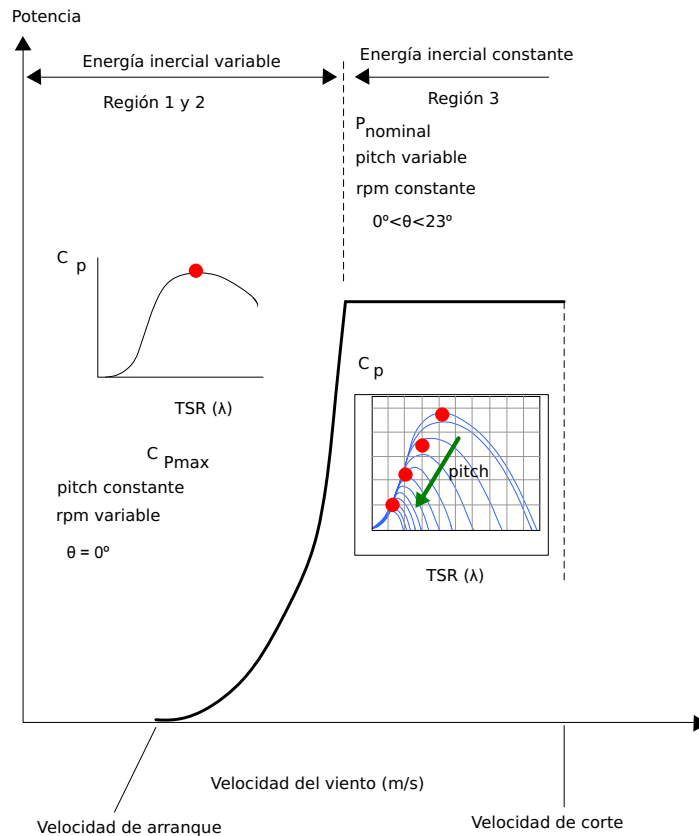 Potencia
Energía inercial variable
Región 1 y 2
Energía inercial constante
Región 3
Pnominal
pitch variable
rpm constante
0º<θ<23º
C p
TSR (λ)
C Pmax
pitch constante
rpm variable
θ = 0º
C p
pitch
TSR (λ)
Velocidad del viento (m/s)
Velocidad de arranque
Velocidad de corte